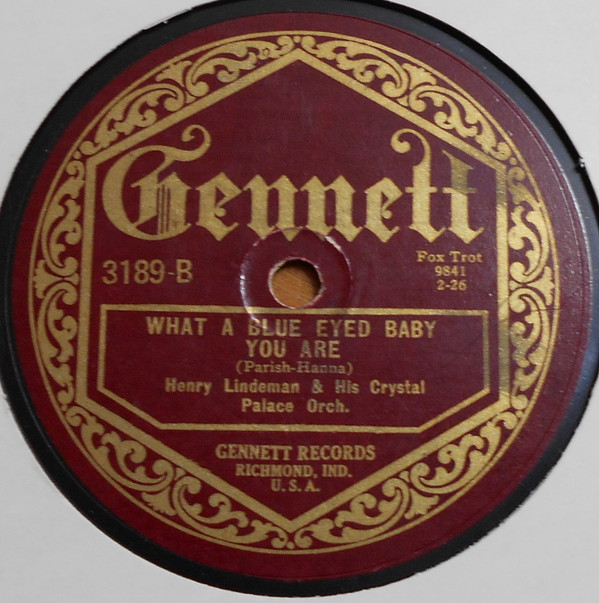 Gennett
3189-B
Fox Trot
9841
2-26
WHAT A BLUE EYED BABY
YOU ARE
(Parish-Hanna)
Henry Lindeman & His Crystal
Palace Orch.
GENNETT RECORDS
RICHMOND, IND.
U. S. A.